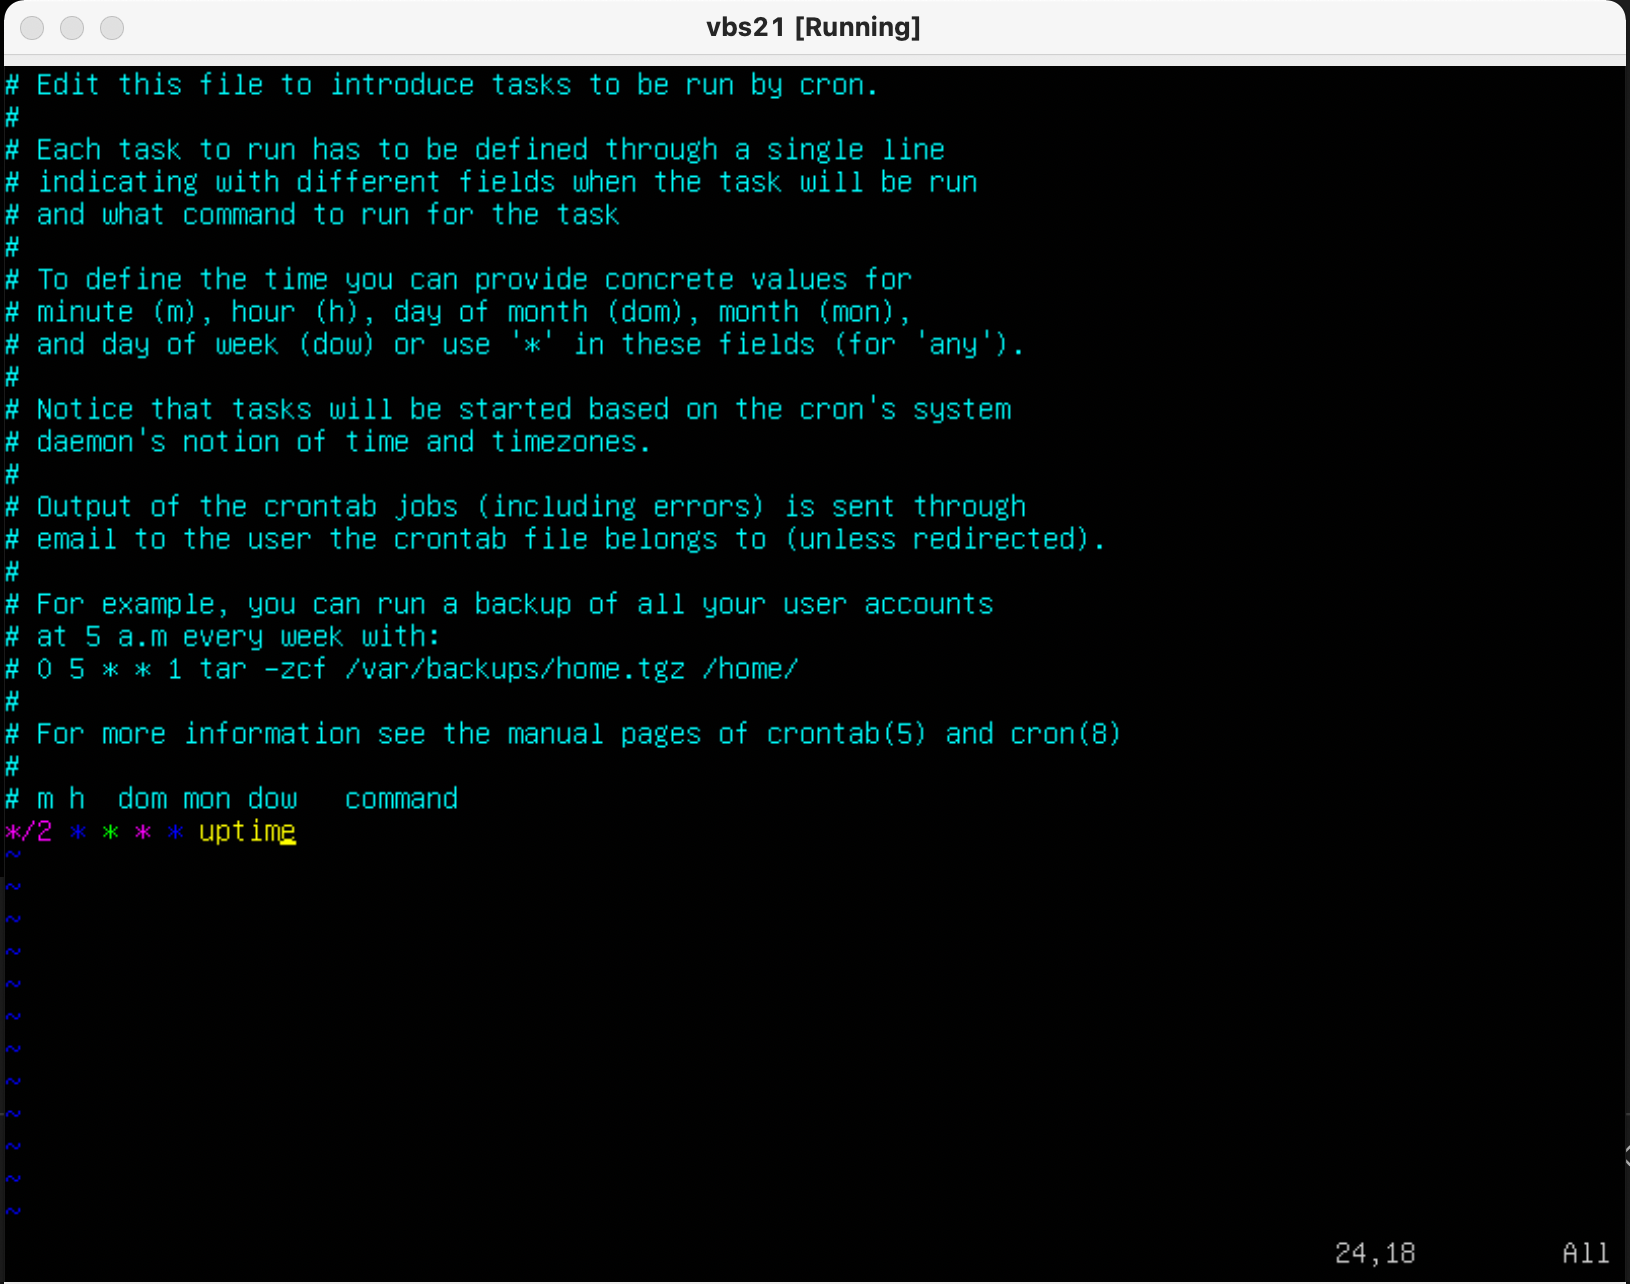 vbs21 [Running]
# Edit this file to introduce tasks to be run by cron.
#
# Each task to run has to be defined through a single line
# indicating with different fields when the task will be run
# and what command to run for the task
#
# To define the time you can provide concrete values for
# minute (m), hour (h), day of month (dom), month (mon),
# and day of week (dow) or use '*' in these fields (for 'any').
#
# Notice that tasks will be started based on the cron's system
# daemon's notion of time and timezones.
#
# Output of the crontab jobs (including errors) is sent through
# email to the user the crontab file belongs to (unless redirected).
#
# For example, you can run a backup of all your user accounts
# at 5 a.m every week with:
# 0 5 * * 1 tar -zcf /var/backups/home.tgz /home/
#
# For more information see the manual pages of crontab(5) and cron(8)
#
# m h  dom mon dow   command
*/2 * * * * uptime
~
~
~
~
~
~
~
~
~
~
~
~
24,18 All